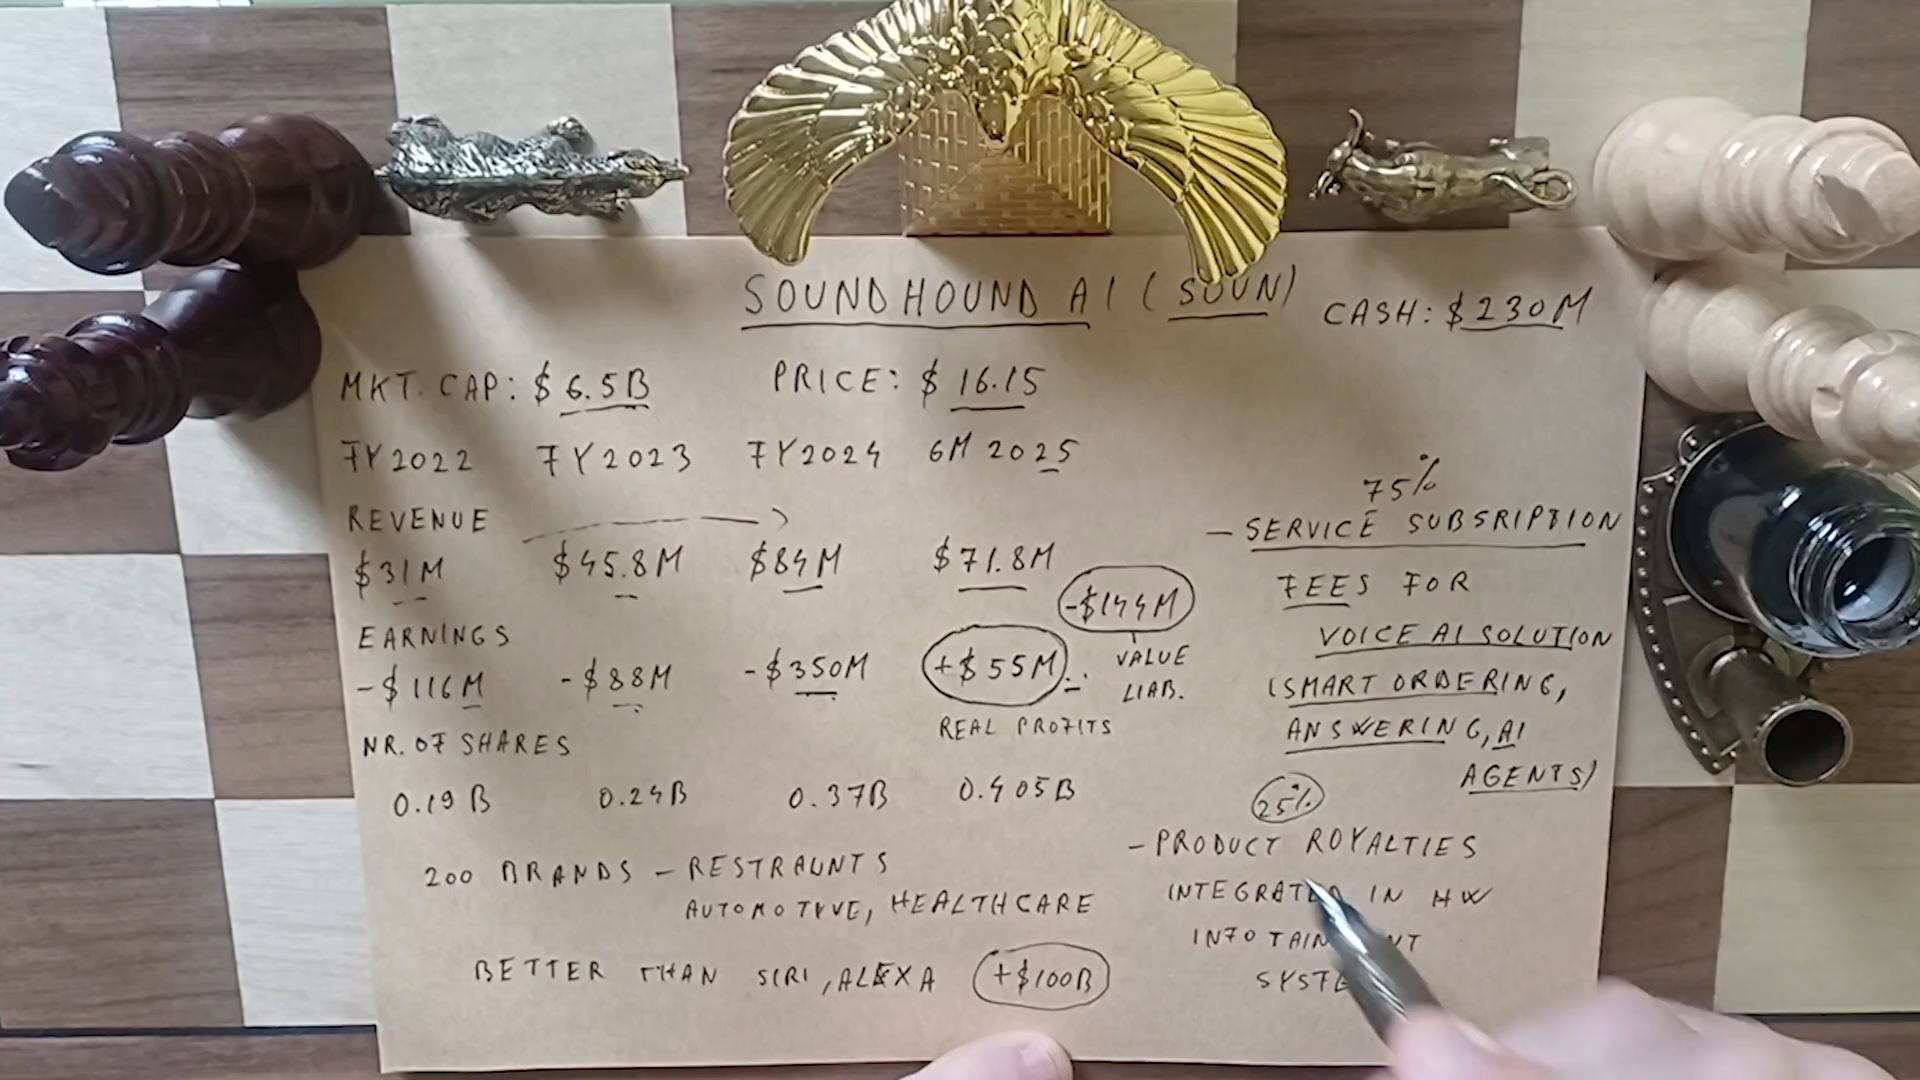 SOUNDHOUND AI (SOUN)
CASH: $230M
MKT. CAP: $6.5B PRICE: $16.15
FY2022 FY2023 FY2024 6M 2025
REVENUE
$31M $45.8M $84M $71.8M
-$144M
VALUE
LIAB.
EARNINGS
-$116M -$88M -$350M +$55M
REAL PROFITS
NR. OF SHARES
0.19B 0.24B 0.37B 0.405B
200 BRANDS - RESTRAUNTS
AUTOMOTIVE, HEALTHCARE
BETTER THAN SIRI, ALEXA +$100B
75%
- SERVICE SUBSRIPTION
FEES FOR
VOICE AI SOLUTION
(SMART ORDERING,
ANSWERING, AI
AGENTS)
25%
- PRODUCT ROYALTIES
INTEGRATED IN HW